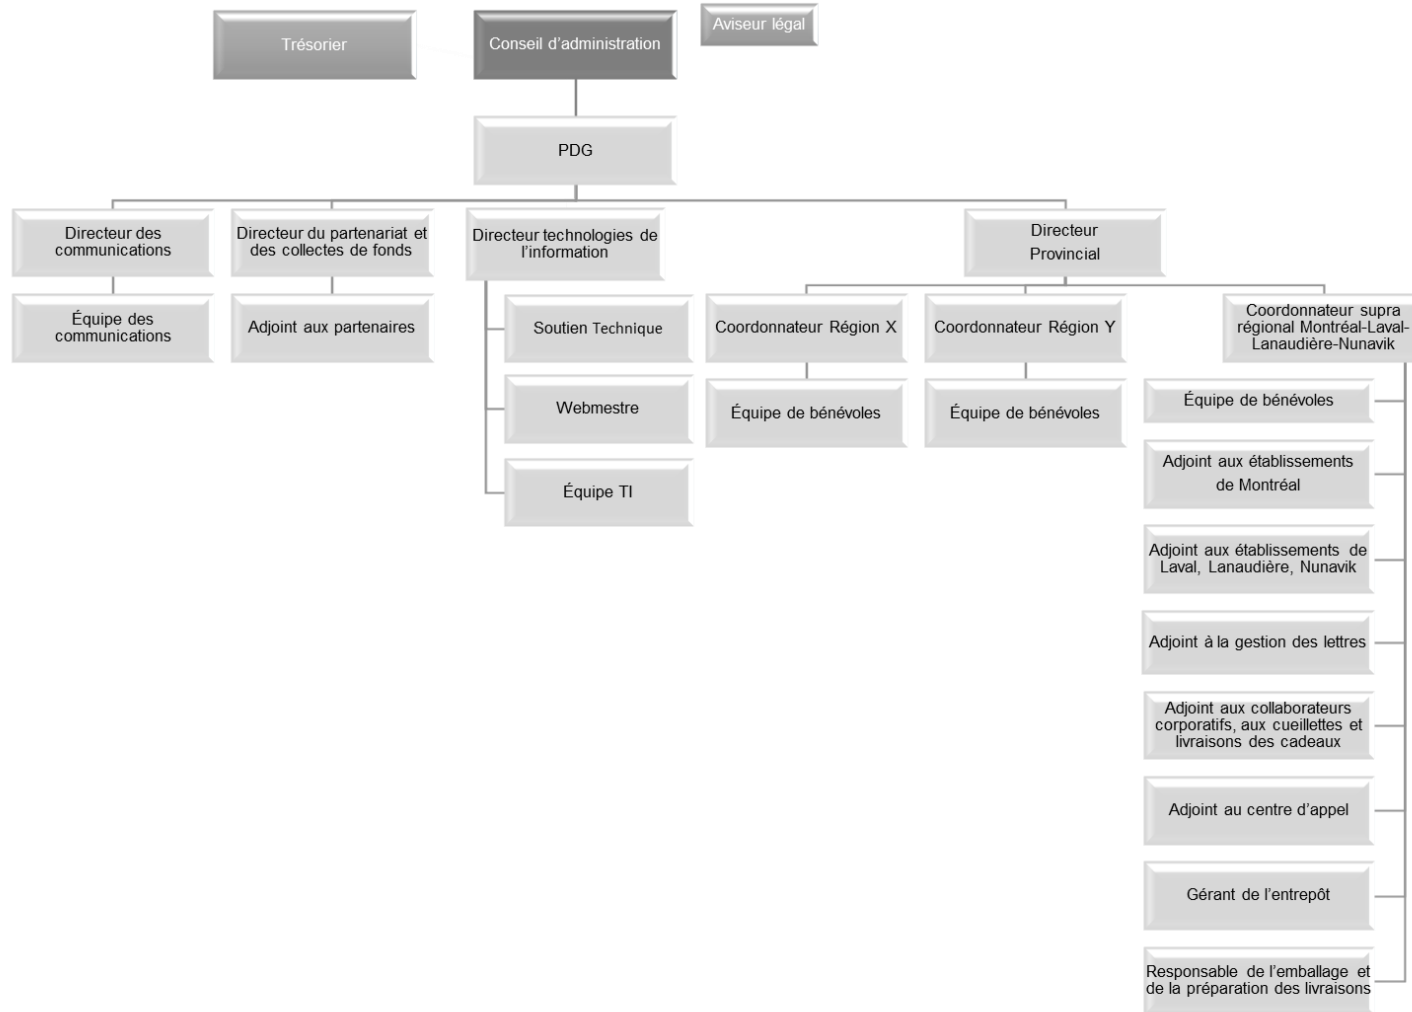 Trésorier
Conseil d’administration
Aviseur légal
PDG
Directeur des
communications
Directeur du partenariat et
des collectes de fonds
Directeur technologies de
l’information
Directeur
Provincial
Équipe des
communications
Adjoint aux partenaires
Soutien Technique
Webmestre
Équipe TI
Coordonnateur Région X
Coordonnateur Région Y
Coordonnateur supra
régional Montréal-Laval-
Lanaudière-Nunavik
Équipe de bénévoles
Équipe de bénévoles
Équipe de bénévoles
Adjoint aux établissements
de Montréal
Adjoint aux établissements de
Laval, Lanaudière, Nunavik
Adjoint à la gestion des lettres
Adjoint aux collaborateurs
corporatifs, aux cueillettes et
livraisons des cadeaux
Adjoint au centre d’appel
Gérant de l’entrepôt
Responsable de l’emballage et
de la préparation des livraisons